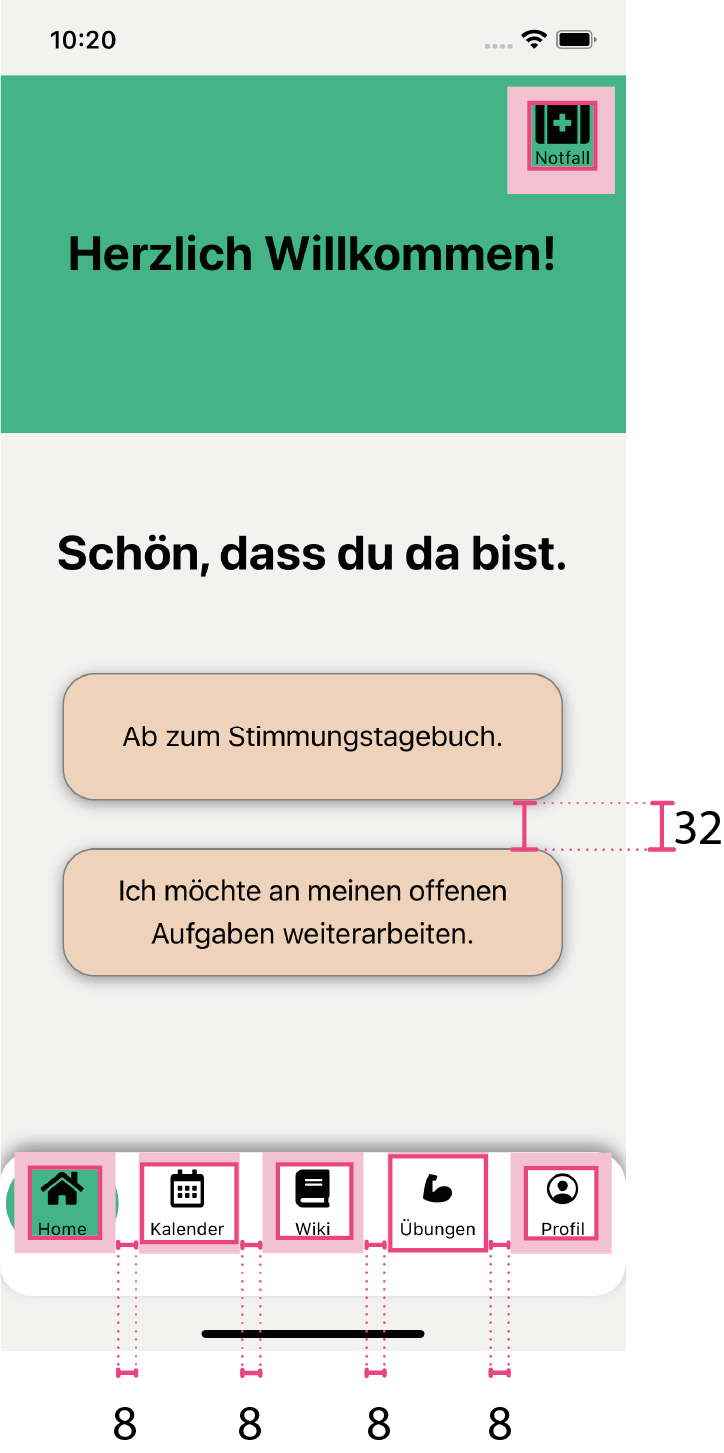 10:20
Notfall
Herzlich Willkommen!
Schön, dass du da bist.
Ab zum Stimmungstagebuch.
32
Ich möchte an meinen offenen
Aufgaben weiterarbeiten.
Home Kalender Wiki Übungen Profil
8 8 8 8